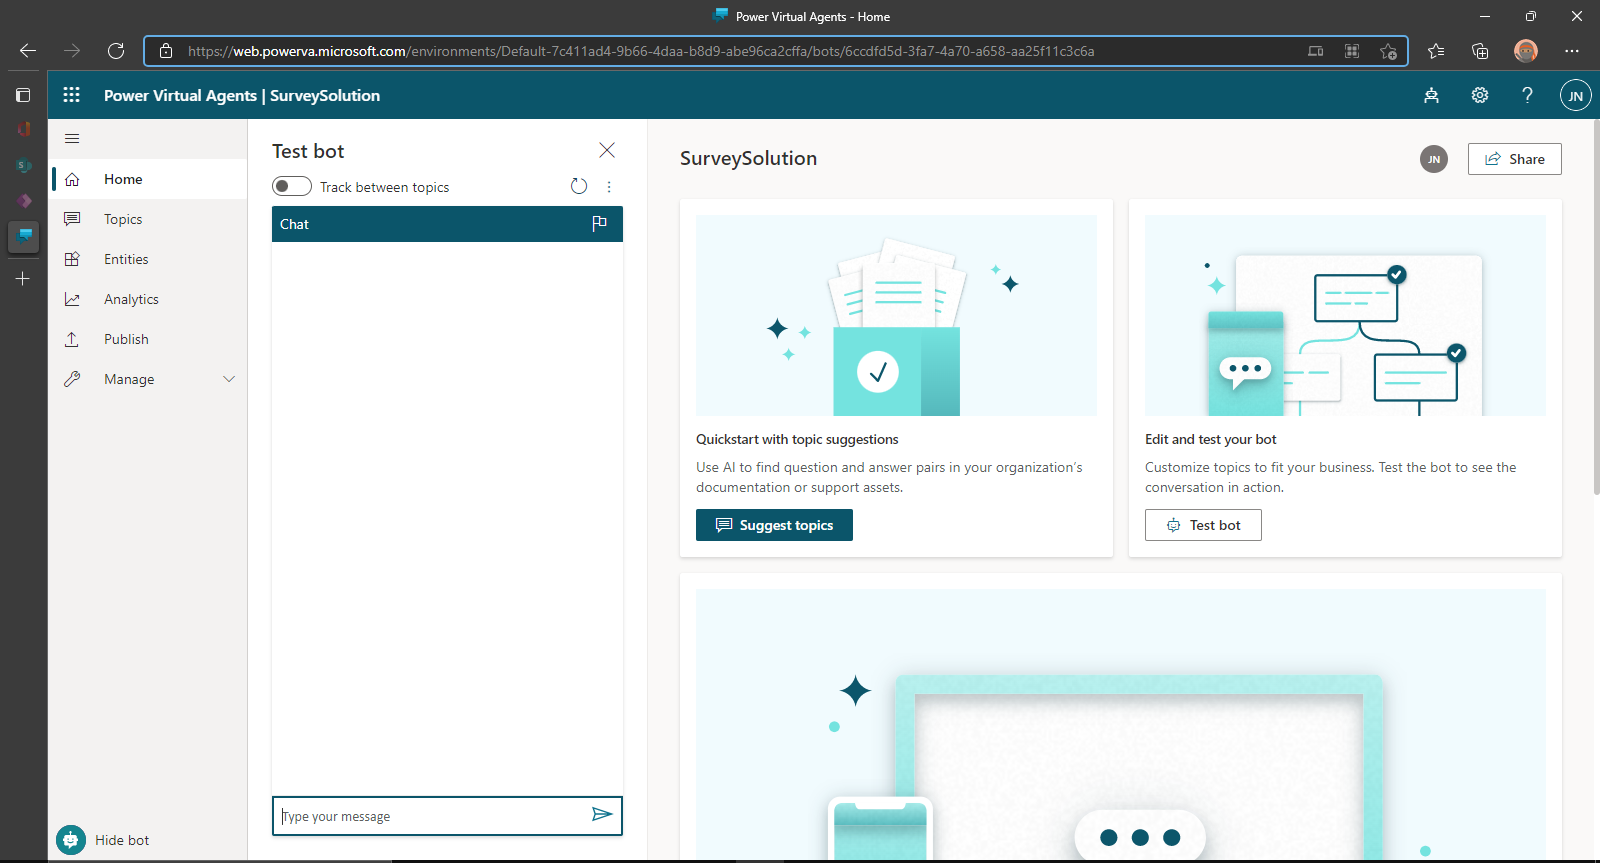 Power Virtual Agents - Home
https://web.powerva.microsoft.com/environments/Default-7c411ad4-9b66-4daa-b8d9-abe96ca2cffa/bots/6ccdfd5d-3fa7-4a70-a658-aa25f11c3c6a
Power Virtual Agents | SurveySolution
JN
Home
Topics
Entities
Analytics
Publish
Manage
Hide bot
Test bot
Track between topics
Chat
Type your message
SurveySolution
JN
Share
Quickstart with topic suggestions
Use AI to find question and answer pairs in your organization's
documentation or support assets.
Suggest topics
Edit and test your bot
Customize topics to fit your business. Test the bot to see the
conversation in action.
Test bot